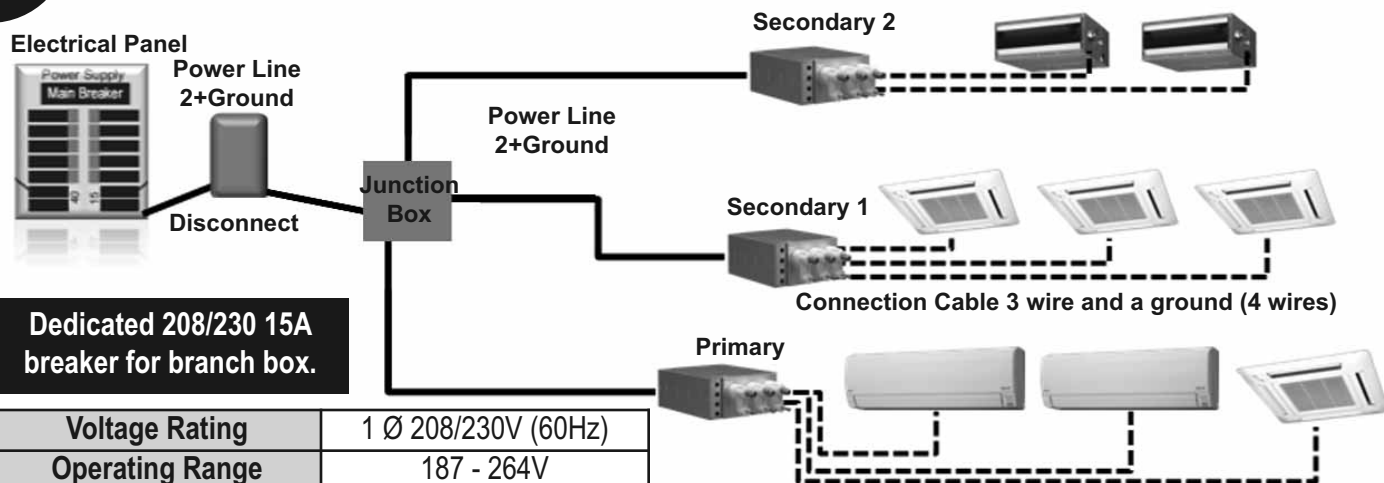 Secondary 2
Electrical Panel
Power Supply
Main Breaker
Power Line
2+Ground
Power Line
2+Ground
Junction
Box
Disconnect
40
15
Secondary 1
Connection Cable 3 wire and a ground (4 wires)
Dedicated 208/230 15A
breaker for branch box.
Primary
Voltage Rating 1 Ø 208/230V (60Hz)
Operating Range 187 - 264V